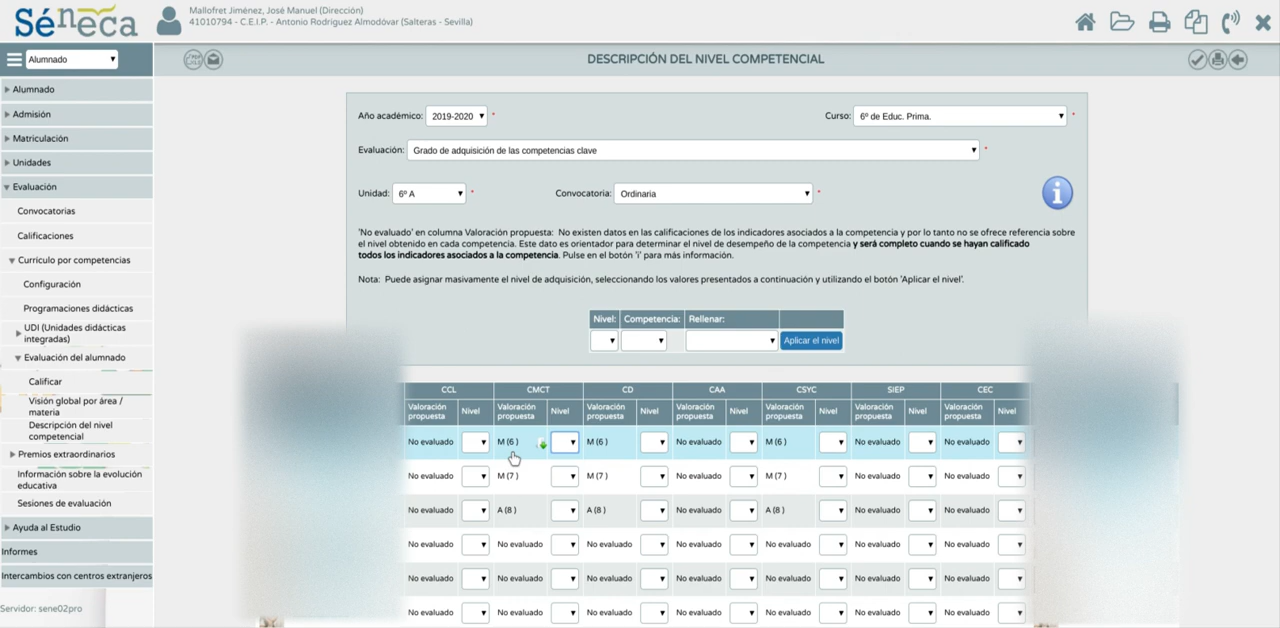 Séneca
Mallofret Jiménez, José Manuel (Dirección)
41010794 - C.E.I.P. - Antonio Rodríguez Almodóvar (Salteras - Sevilla)
Alumnado
DESCRIPCIÓN DEL NIVEL COMPETENCIAL
Alumnado
Admisión
Matriculación
Unidades
Evaluación
Convocatorias
Calificaciones
Currículo por competencias
Configuración
Programaciones didácticas
UDI (Unidades didácticas
integradas)
Evaluación del alumnado
Calificar
Visión global por área /
materia
Descripción del nivel
competencial
Premios extraordinarios
Información sobre la evolución
educativa
Sesiones de evaluación
Ayuda al Estudio
Informes
Intercambios con centros extranjeros
Servidor: sene02pro
Año académico: 2019-2020 * Curso: 6º de Educ. Prima. *
Evaluación: Grado de adquisición de las competencias clave *
Unidad: 6º A * Convocatoria: Ordinaria *
'No evaluado' en columna Valoración propuesta: No existen datos en las calificaciones de los indicadores asociados a la competencia y por lo tanto no se ofrece referencia sobre
el nivel obtenido en cada competencia. Este dato es orientador para determinar el nivel de desempeño de la competencia y será completo cuando se hayan calificado
todos los indicadores asociados a la competencia. Pulse en el botón 'i' para más información.
Nota: Puede asignar masivamente el nivel de adquisición, seleccionando los valores presentados a continuación y utilizando el botón 'Aplicar el nivel'.
Nivel: Competencia: Rellenar:
Aplicar el nivel
CCL CMCT CD CAA CSYC SIEP CEC
Valoración propuesta Nivel Valoración propuesta Nivel Valoración propuesta Nivel Valoración propuesta Nivel Valoración propuesta Nivel Valoración propuesta Nivel Valoración propuesta Nivel
No evaluado M (6 ) M (6 ) No evaluado M (6 ) No evaluado No evaluado
No evaluado M (7 ) M (7 ) No evaluado M (7 ) No evaluado No evaluado
No evaluado A (8 ) A (8 ) No evaluado A (8 ) No evaluado No evaluado
No evaluado No evaluado No evaluado No evaluado No evaluado No evaluado No evaluado
No evaluado No evaluado No evaluado No evaluado No evaluado No evaluado No evaluado
No evaluado No evaluado No evaluado No evaluado No evaluado No evaluado No evaluado